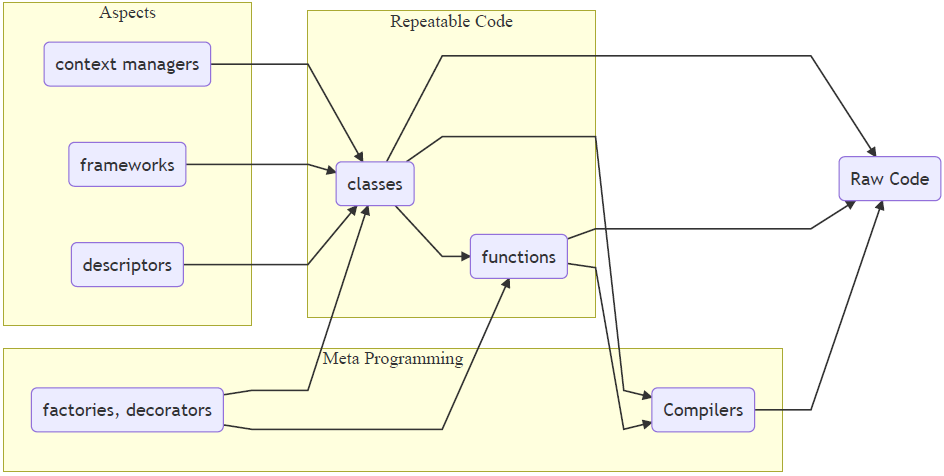 Aspects
context managers
frameworks
descriptors
Repeatable Code
classes
functions
Raw Code
Meta Programming
factories, decorators
Compilers